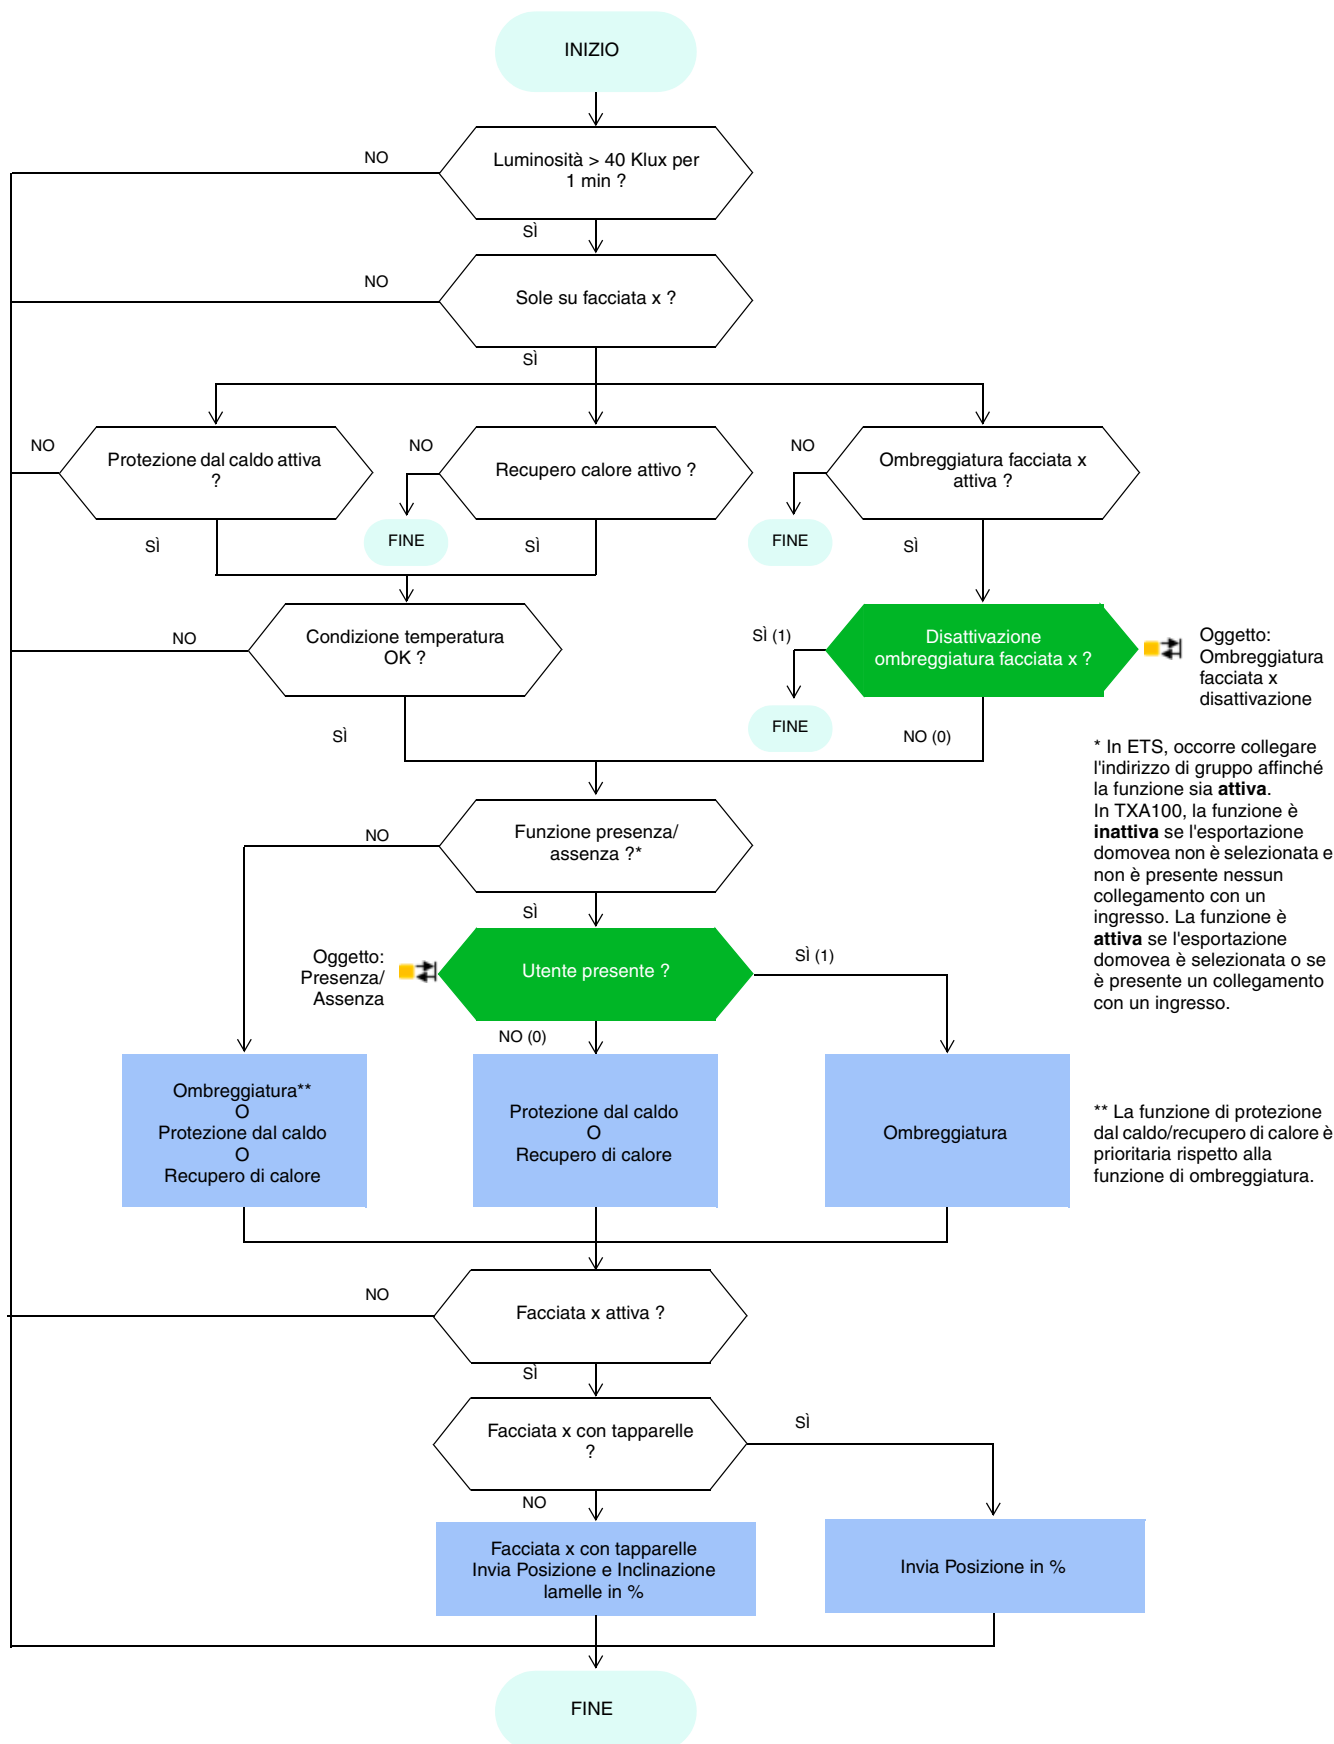 INIZIO
NO
Luminosità > 40 Klux per
1 min ?
SÌ
NO
Sole su facciata x ?
SÌ
NO
Protezione dal caldo attiva
?
SÌ
NO
Recupero calore attivo ?
FINE
SÌ
NO
Ombreggiatura facciata x
attiva ?
FINE
SÌ
NO
Condizione temperatura
OK ?
SÌ
SÌ (1)
Disattivazione
ombreggiatura facciata x ?
FINE
NO (0)
Oggetto:
Ombreggiatura
facciata x
disattivazione
* In ETS, occorre collegare
l'indirizzo di gruppo affinché
la funzione sia attiva.
In TXA100, la funzione è
inattiva se l'esportazione
domovea non è selezionata e
non è presente nessun
collegamento con un
ingresso. La funzione è
attiva se l'esportazione
domovea è selezionata o se
è presente un collegamento
con un ingresso.
NO
Funzione presenza/
assenza ?*
SÌ
Oggetto:
Presenza/
Assenza
Utente presente ?
SÌ (1)
NO (0)
Ombreggiatura**
O
Protezione dal caldo
O
Recupero di calore
Protezione dal caldo
O
Recupero di calore
Ombreggiatura
** La funzione di protezione
dal caldo/recupero di calore è
prioritaria rispetto alla
funzione di ombreggiatura.
NO
Facciata x attiva ?
SÌ
Facciata x con tapparelle
?
SÌ
NO
Facciata x con tapparelle
Invia Posizione e Inclinazione
lamelle in %
Invia Posizione in %
FINE